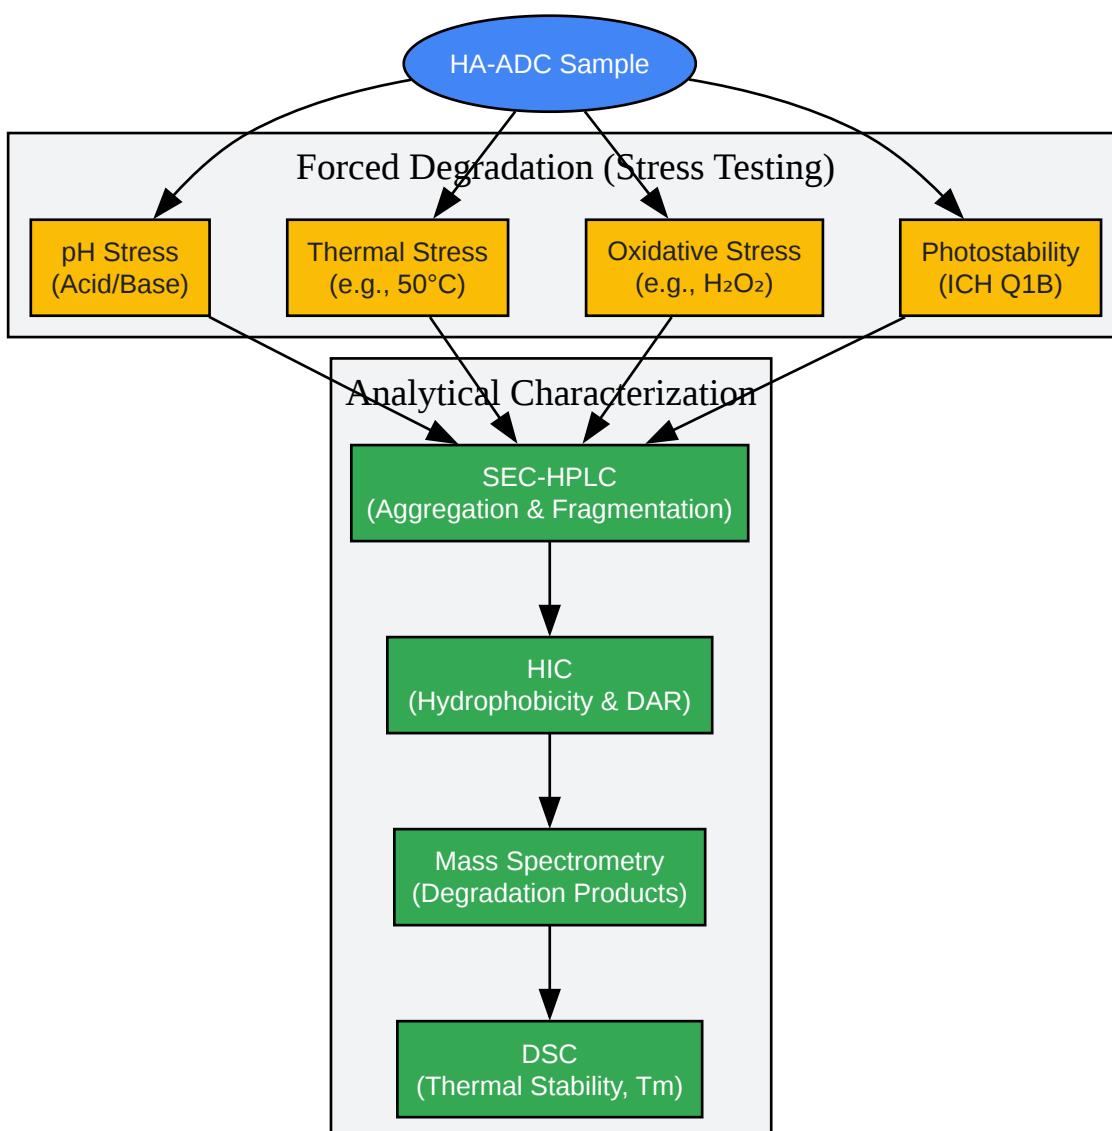 HA-ADC Sample
Forced Degradation (Stress Testing)
pH Stress
(Acid/Base)
Thermal Stress
(e.g., 50°C)
Oxidative Stress
(e.g., H₂O₂)
Photostability
(ICH Q1B)
Analytical Characterization
SEC-HPLC
(Aggregation & Fragmentation)
HIC
(Hydrophobicity & DAR)
Mass Spectrometry
(Degradation Products)
DSC
(Thermal Stability, Tm)